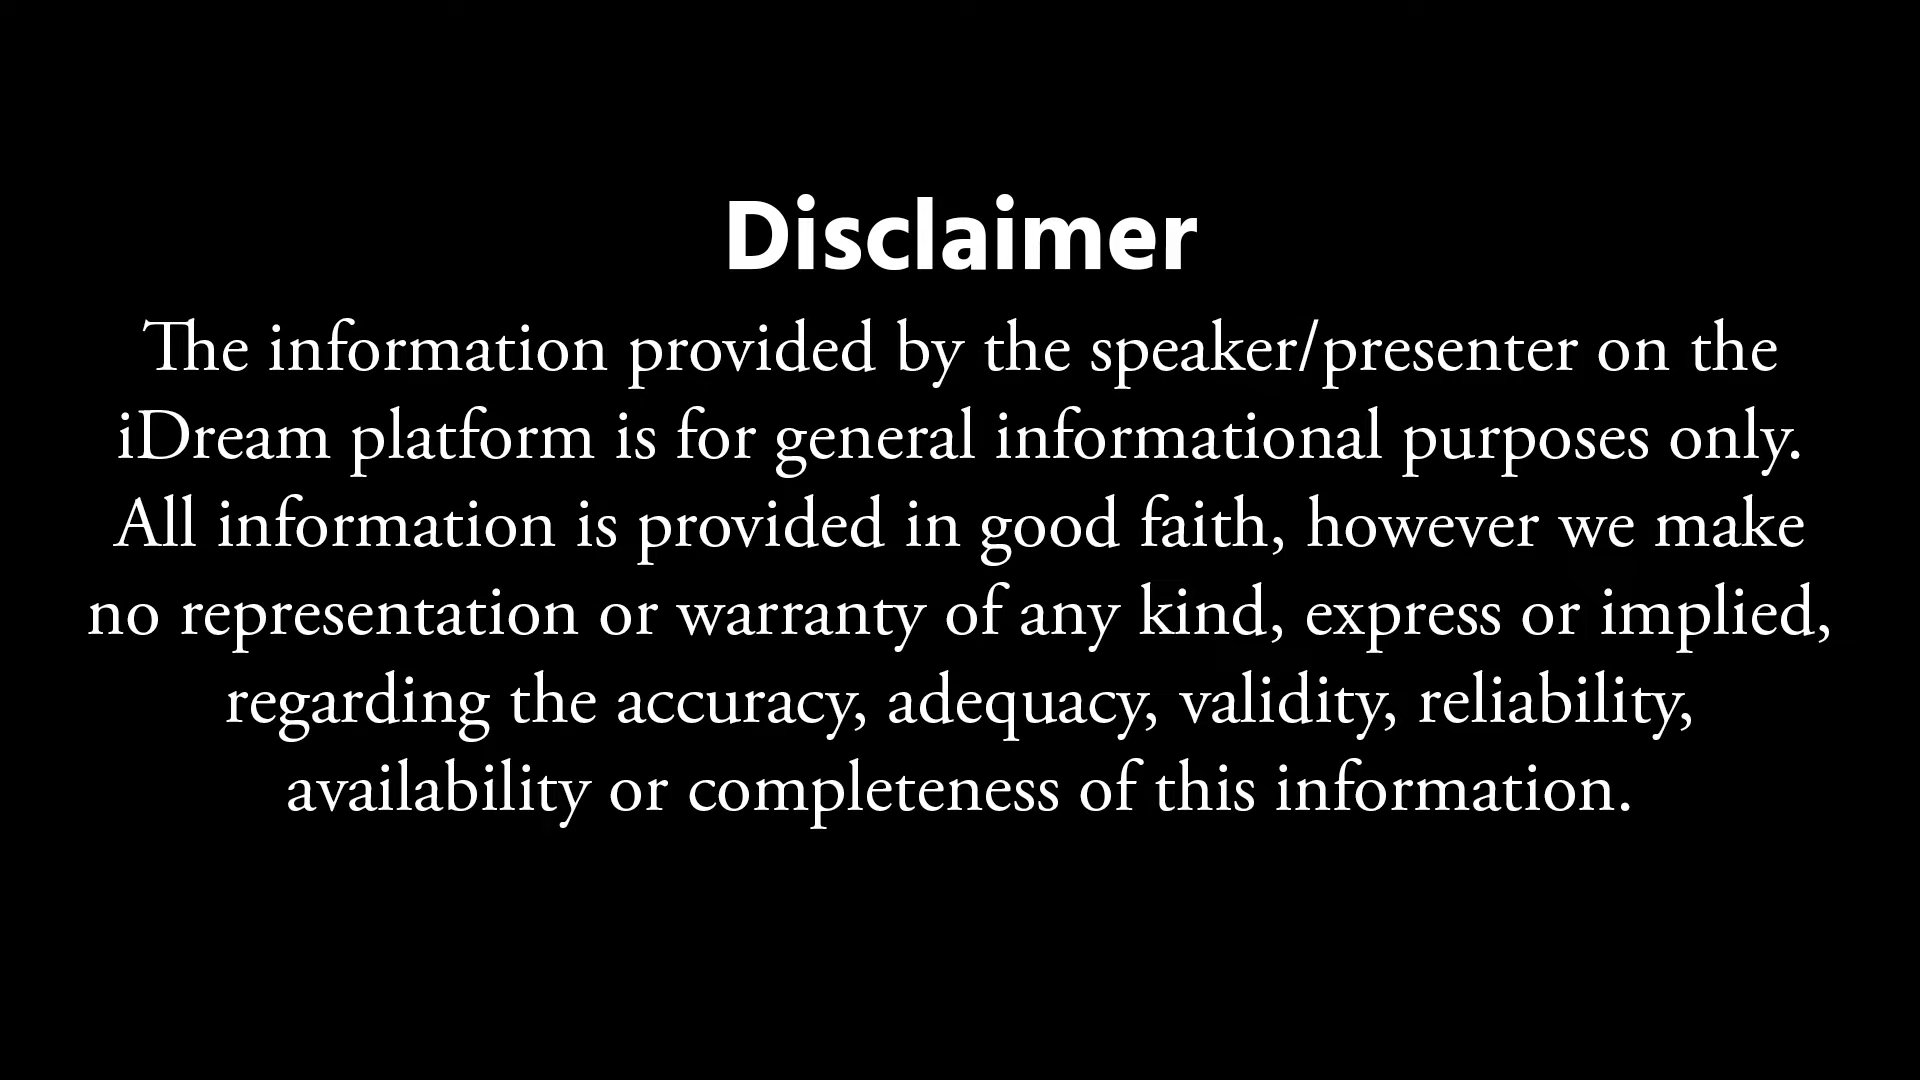 Disclaimer
The information provided by the speaker/presenter on the
iDream platform is for general informational purposes only.
All information is provided in good faith, however we make
no representation or warranty of any kind, express or implied,
regarding the accuracy, adequacy, validity, reliability,
availability or completeness of this information.